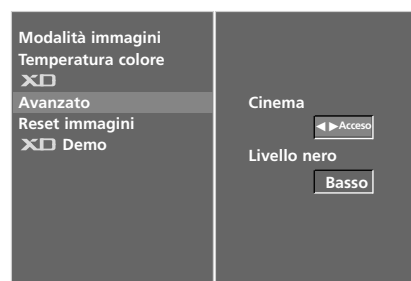 Modalità immagini
Temperatura colore
XD
Avanzato
Reset immagini
XD Demo
Cinema
◀ ▶Acceso
Livello nero
Basso